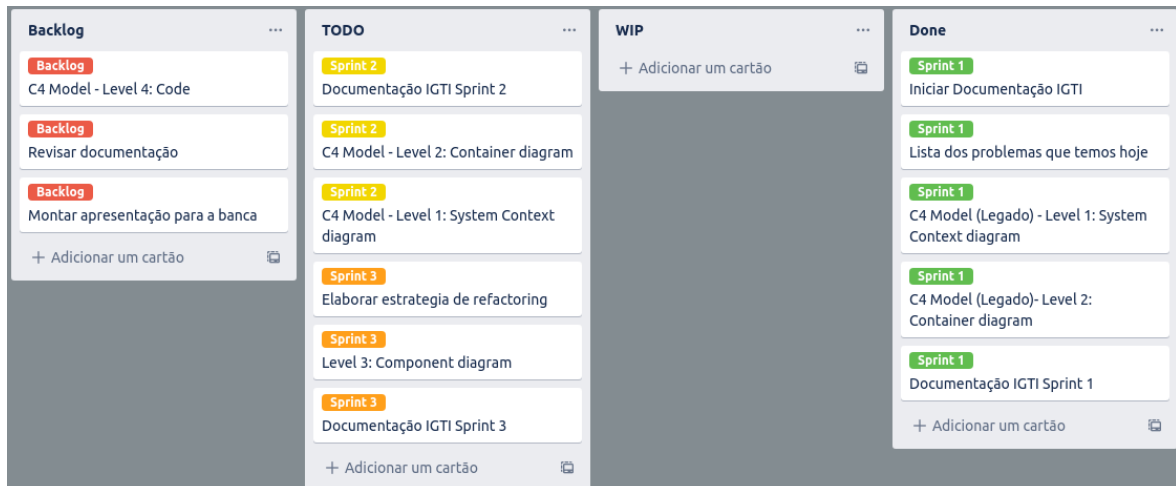 Backlog
Backlog
C4 Model - Level 4: Code
Backlog
Revisar documentação
Backlog
Montar apresentação para a banca
+ Adicionar um cartão
TODO
Sprint 2
Documentação IGTI Sprint 2
Sprint 2
C4 Model - Level 2: Container diagram
Sprint 2
C4 Model - Level 1: System Context
diagram
Sprint 3
Elaborar estrategia de refactoring
Sprint 3
Level 3: Component diagram
Sprint 3
Documentação IGTI Sprint 3
+ Adicionar um cartão
WIP
+ Adicionar um cartão
Done
Sprint 1
Iniciar Documentação IGTI
Sprint 1
Lista dos problemas que temos hoje
Sprint 1
C4 Model (Legado) - Level 1: System
Context diagram
Sprint 1
C4 Model (Legado)- Level 2:
Container diagram
Sprint 1
Documentação IGTI Sprint 1
+ Adicionar um cartão